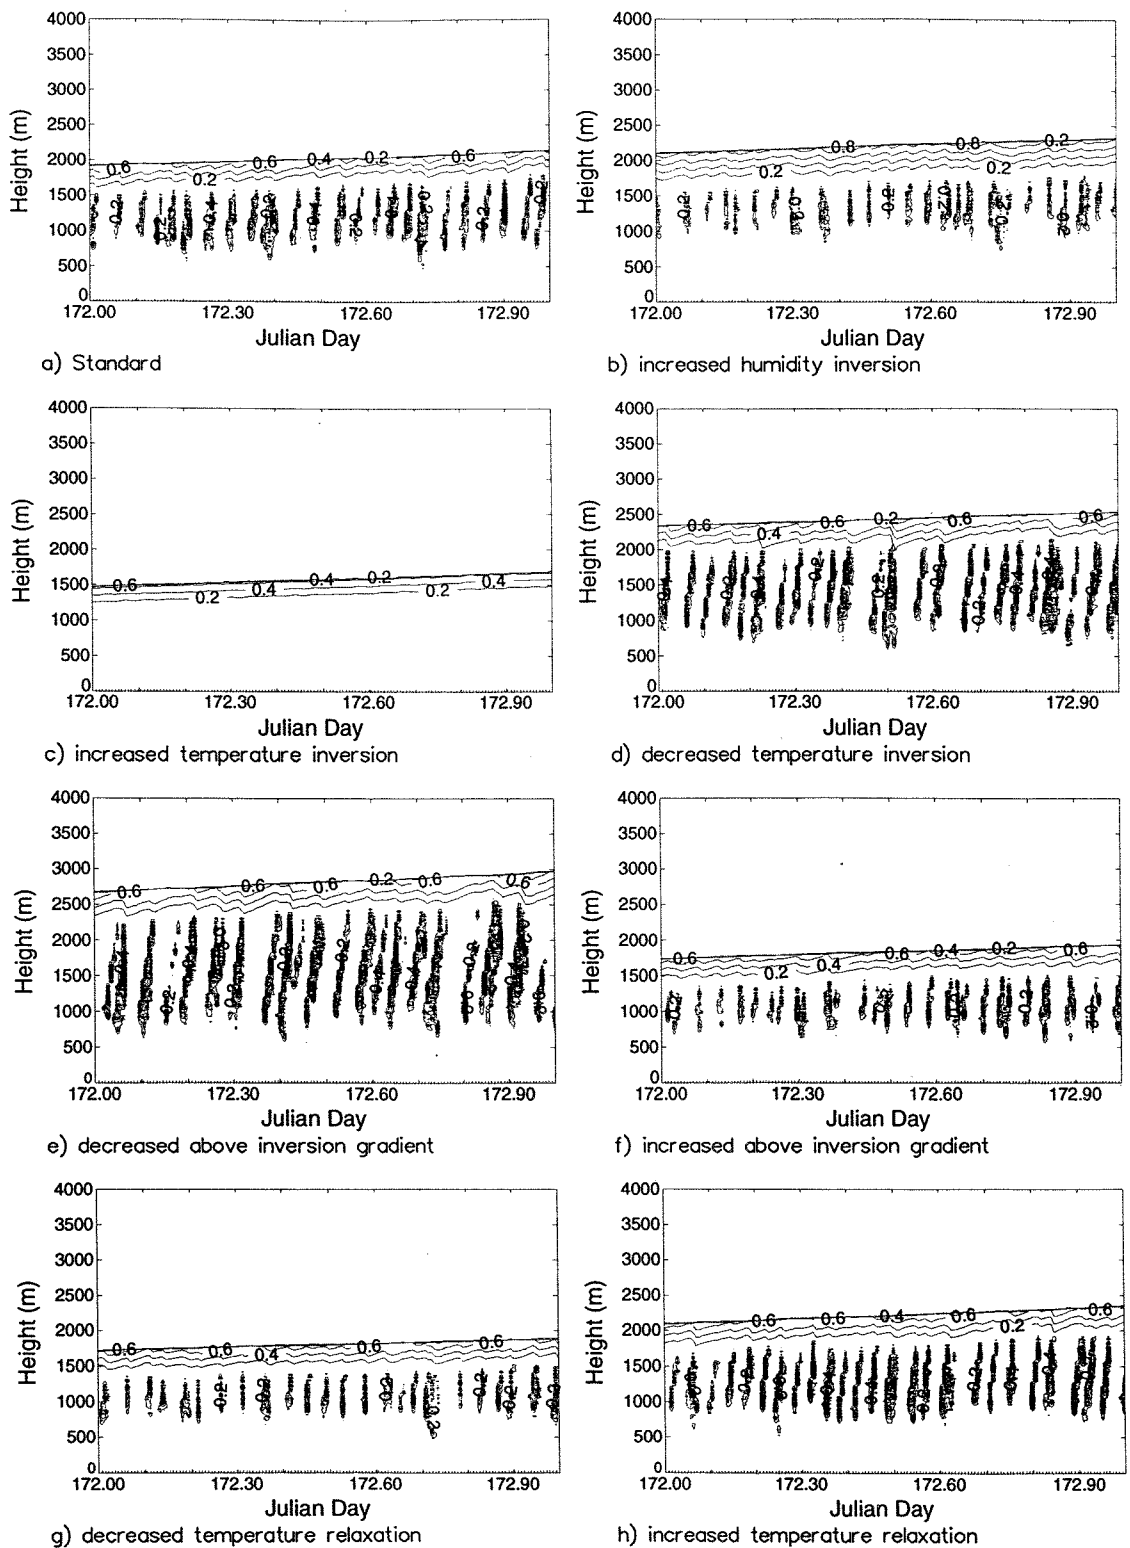 4000
3500
3000
2500
2000
1500
1000
500
0
Height (m)
0.6 0.6 0.4 0.2 0.6
0.2
172.00 172.30 172.60 172.90
Julian Day
a) Standard
4000
3500
3000
2500
2000
1500
1000
500
0
Height (m)
0.8 0.8 0.2
0.2 0.2
172.00 172.30 172.60 172.90
Julian Day
b) increased humidity inversion
4000
3500
3000
2500
2000
1500
1000
500
0
Height (m)
0.6 0.4 0.4 0.2 0.4
0.2 0.2
172.00 172.30 172.60 172.90
Julian Day
c) increased temperature inversion
4000
3500
3000
2500
2000
1500
1000
500
0
Height (m)
0.6 0.4 0.6 0.2 0.6 0.6
172.00 172.30 172.60 172.90
Julian Day
d) decreased temperature inversion
4000
3500
3000
2500
2000
1500
1000
500
0
Height (m)
0.6 0.6 0.6 0.2 0.6 0.6
172.00 172.30 172.60 172.90
Julian Day
e) decreased above inversion gradient
4000
3500
3000
2500
2000
1500
1000
500
0
Height (m)
0.6 0.2 0.4 0.6 0.4 0.2 0.6
172.00 172.30 172.60 172.90
Julian Day
f) increased above inversion gradient
4000
3500
3000
2500
2000
1500
1000
500
0
Height (m)
0.6 0.6 0.4 0.6 0.6
172.00 172.30 172.60 172.90
Julian Day
g) decreased temperature relaxation
4000
3500
3000
2500
2000
1500
1000
500
0
Height (m)
0.6 0.6 0.4 0.6 0.2 0.6
172.00 172.30 172.60 172.90
Julian Day
h) increased temperature relaxation